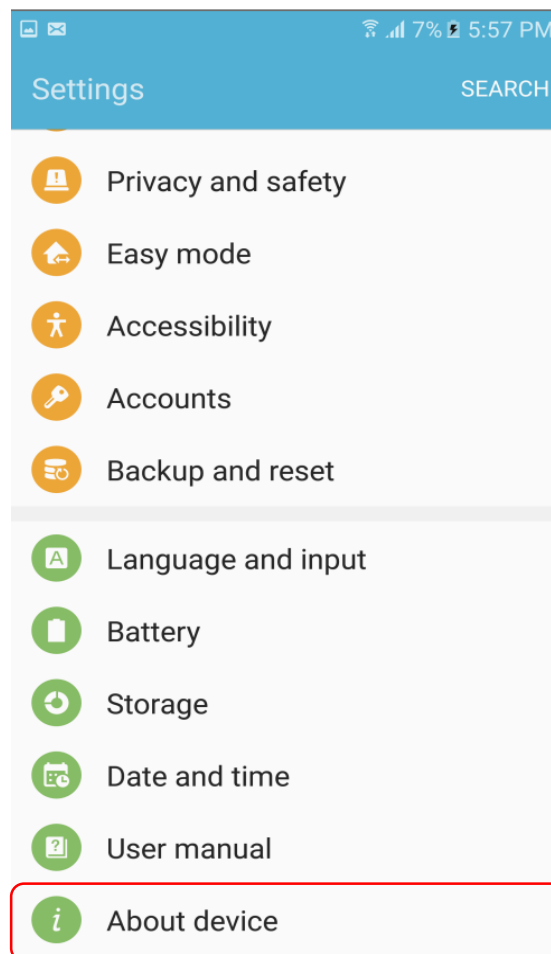 7% 5:57 PM
Settings SEARCH
Privacy and safety
Easy mode
Accessibility
Accounts
Backup and reset
A Language and input
Battery
Storage
Date and time
? User manual
i About device